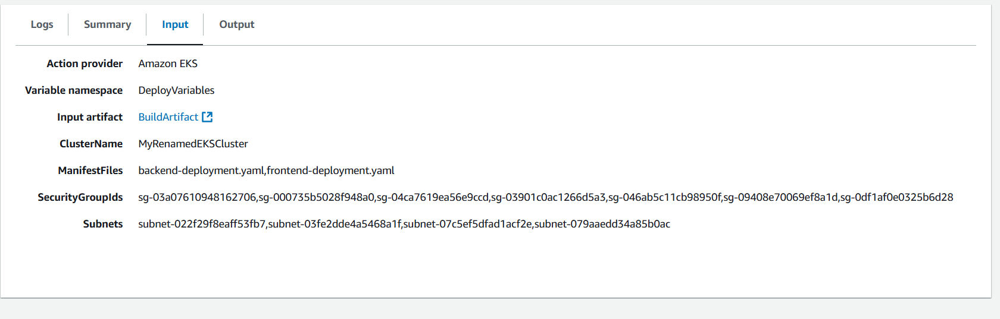 Logs Summary Input Output
Action provider Amazon EKS
Variable namespace DeployVariables
Input artifact BuildArtifact
ClusterName MyRenamedEKSCluster
ManifestFiles backend-deployment.yaml,frontend-deployment.yaml
SecurityGroupIds sg-03a07610948162706,sg-000735b5028f948a0,sg-04ca7619ea56e9ccd,sg-03901c0ac1266d5a3,sg-046ab5c11cb98950f,sg-09408e70069ef8a1d,sg-0df1af0e0325b6d28
Subnets subnet-022f29f8eaff53fb7,subnet-03fe2dde4a5468a1f,subnet-07c5ef5dfad1acf2e,subnet-079aaedd34a85b0ac